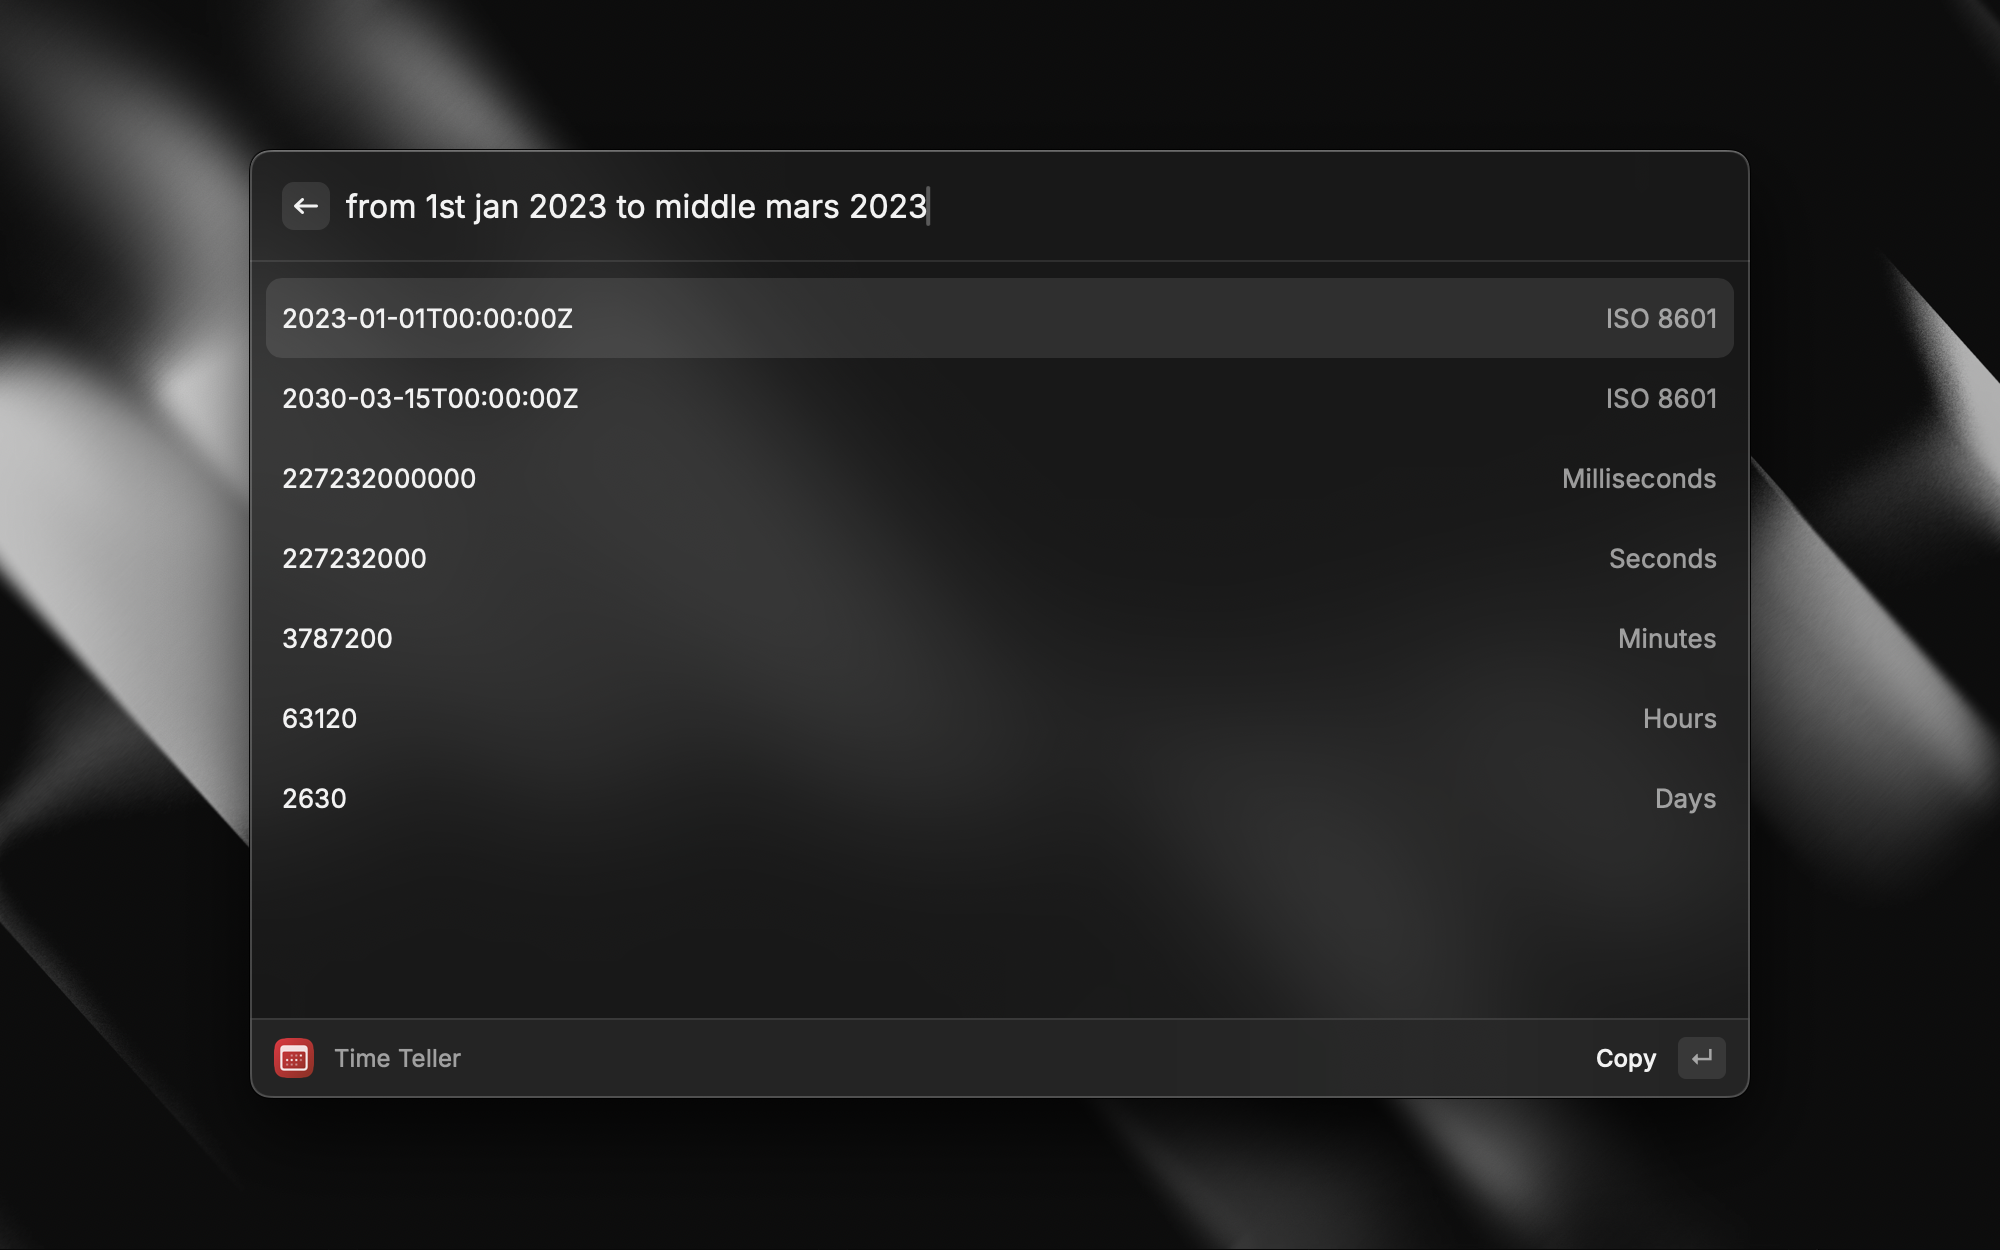 from 1st jan 2023 to middle mars 2023
2023-01-01T00:00:00Z ISO 8601
2030-03-15T00:00:00Z ISO 8601
227232000000 Milliseconds
227232000 Seconds
3787200 Minutes
63120 Hours
2630 Days
Time Teller Copy